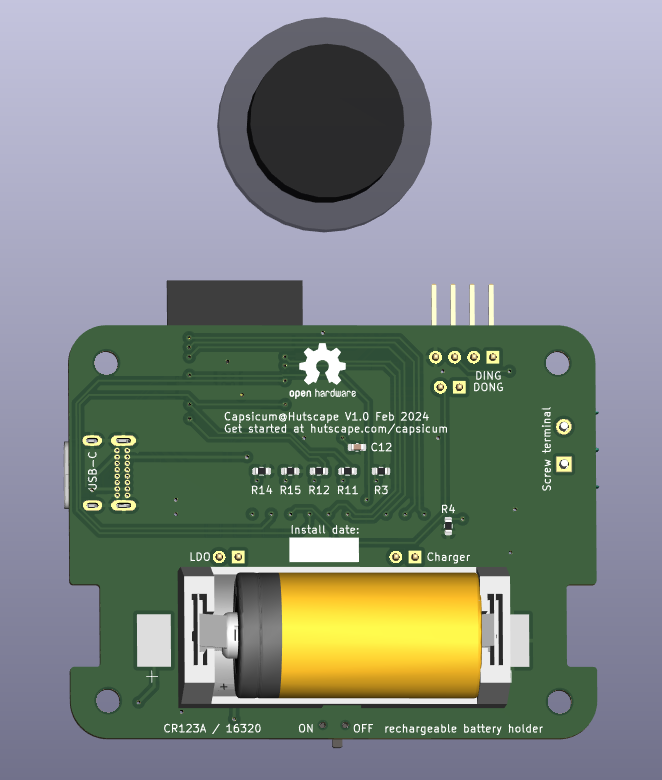 DING
DONG
open hardware
Capsicum@Hutscape V1.0 Feb 2024
Get started at hutscape.com/capsicum
Screw terminal
USB-C
C12
R14 R15 R12 R11 R3
R4
Install date:
LDO
Charger
+
+
CR123A / 16320 ON OFF rechargeable battery holder